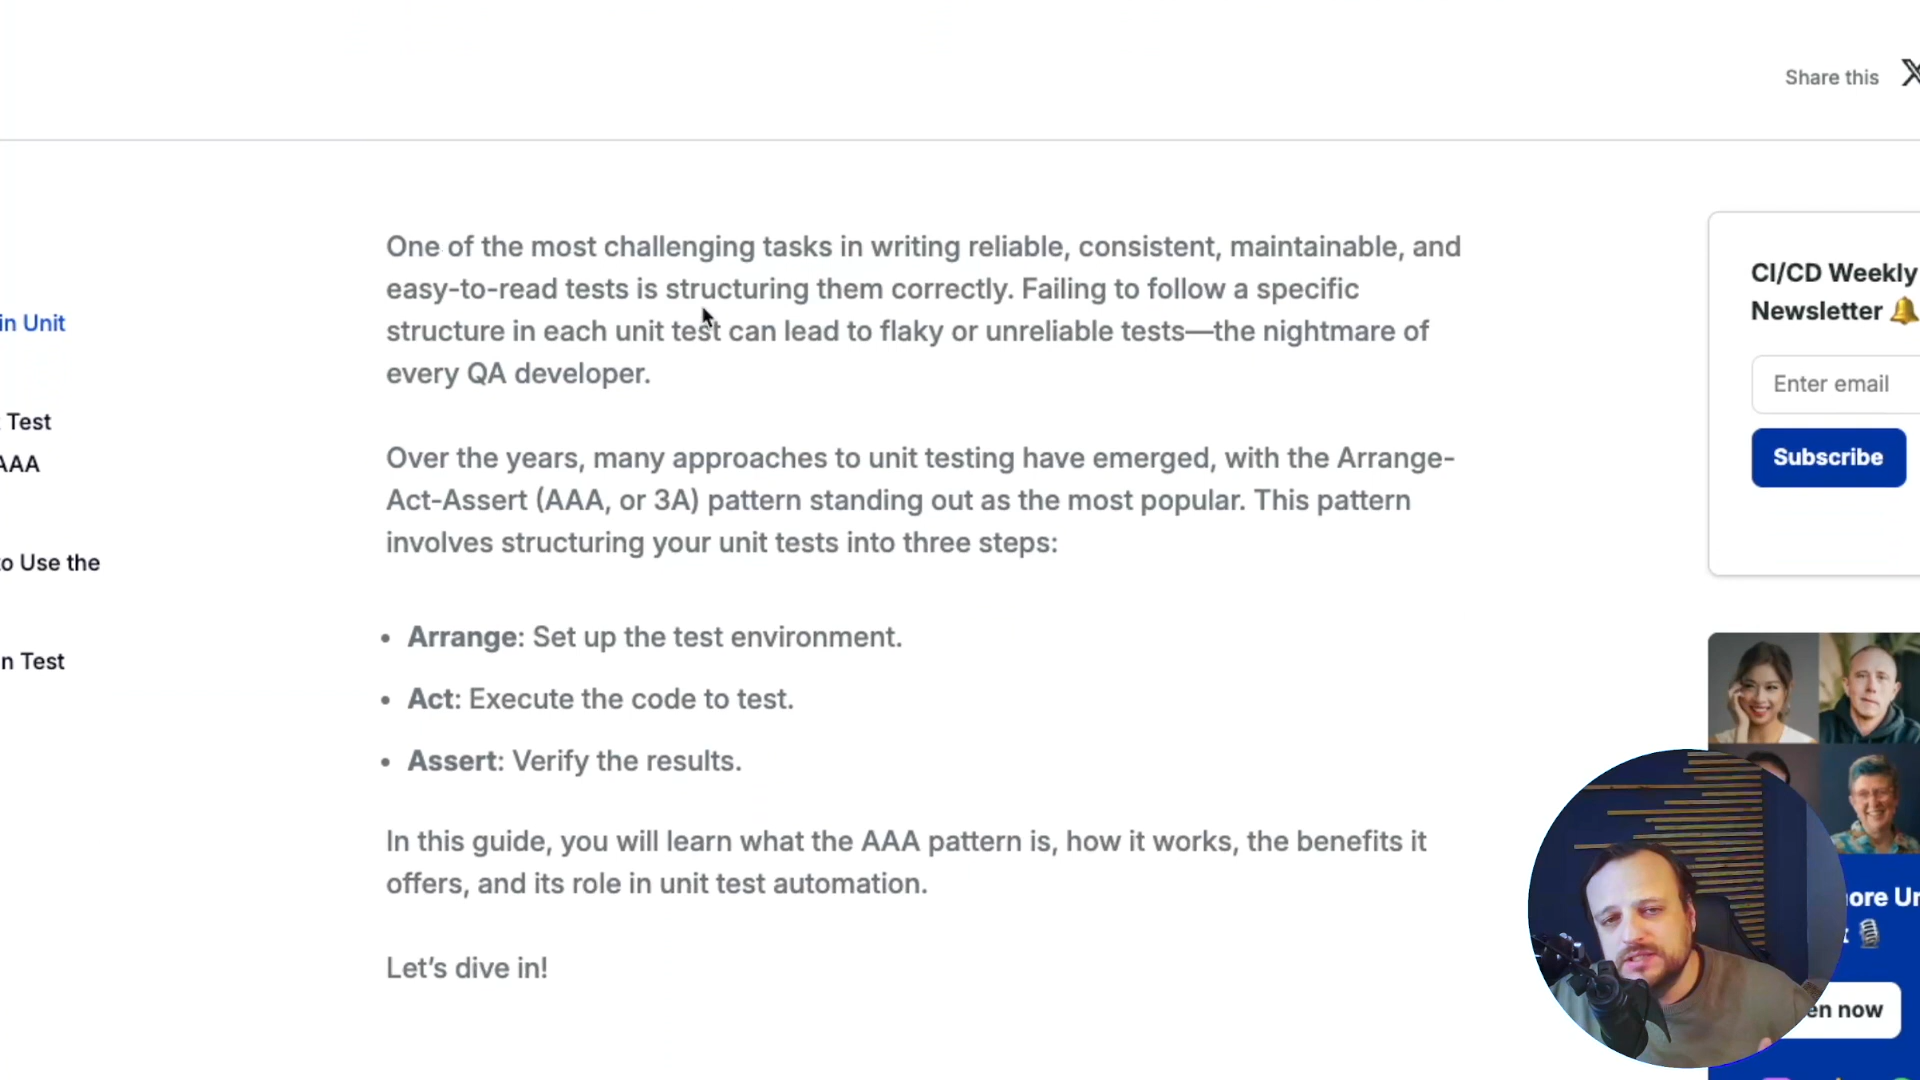 Share this
One of the most challenging tasks in writing reliable, consistent, maintainable, and
easy-to-read tests is structuring them correctly. Failing to follow a specific
structure in each unit test can lead to flaky or unreliable tests—the nightmare of
every QA developer.
Over the years, many approaches to unit testing have emerged, with the Arrange-
Act-Assert (AAA, or 3A) pattern standing out as the most popular. This pattern
involves structuring your unit tests into three steps:
• Arrange: Set up the test environment.
• Act: Execute the code to test.
• Assert: Verify the results.
In this guide, you will learn what the AAA pattern is, how it works, the benefits it
offers, and its role in unit test automation.
Let's dive in!
in Unit
Test
AAA
to Use the
n Test
CI/CD Weekly
Newsletter 🔔
Enter email
Subscribe
ore Un
en now